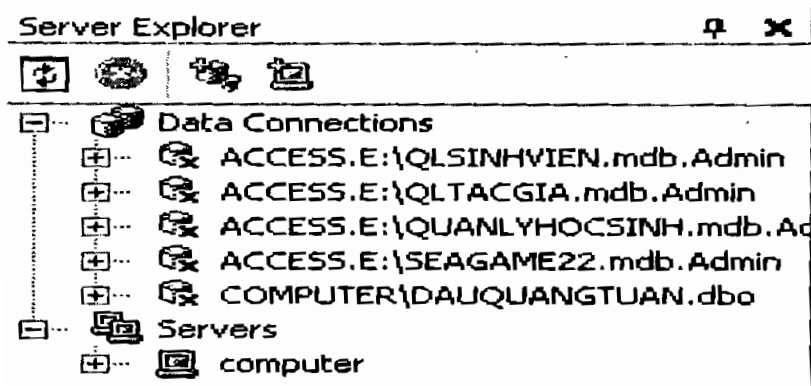 Server Explorer
Data Connections
ACCESS.E:\QLSINHVIEN.mdb.Admin
ACCESS.E:\QLTACGIA.mdb.Admin
ACCESS.E:\QUANLYHOCSINH.mdb.Ad
ACCESS.E:\SEAGAME22.mdb.Admin
COMPUTER\DAUQUANGTUAN.dbo
Servers
computer